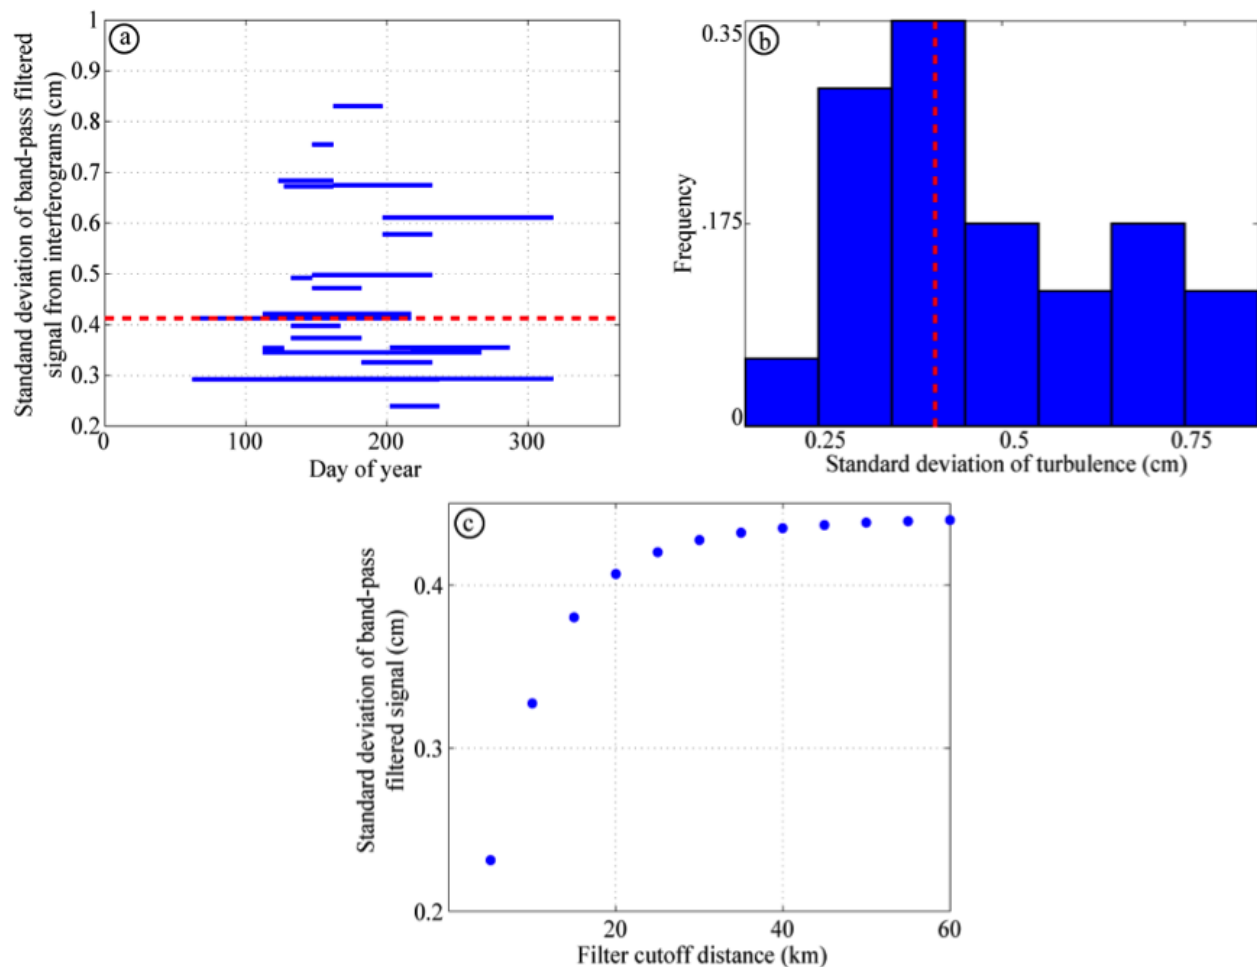 a
Standard deviation of band-pass filtered
signal from interferograms (cm)
1
0.9
0.8
0.7
0.6
0.5
0.4
0.3
0.2
0
100
200
300
Day of year
b
Frequency
0.35
.175
0
0.25
0.5
0.75
Standard deviation of turbulence (cm)
c
Standard deviation of band-pass
filtered signal (cm)
0.4
0.3
0.2
20
40
60
Filter cutoff distance (km)